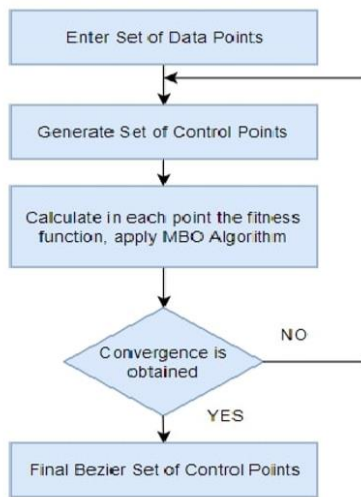 Enter Set of Data Points
Generate Set of Control Points
Calculate in each point the fitness
function, apply MBO Algorithm
Convergence is
obtained
NO
YES
Final Bezier Set of Control Points